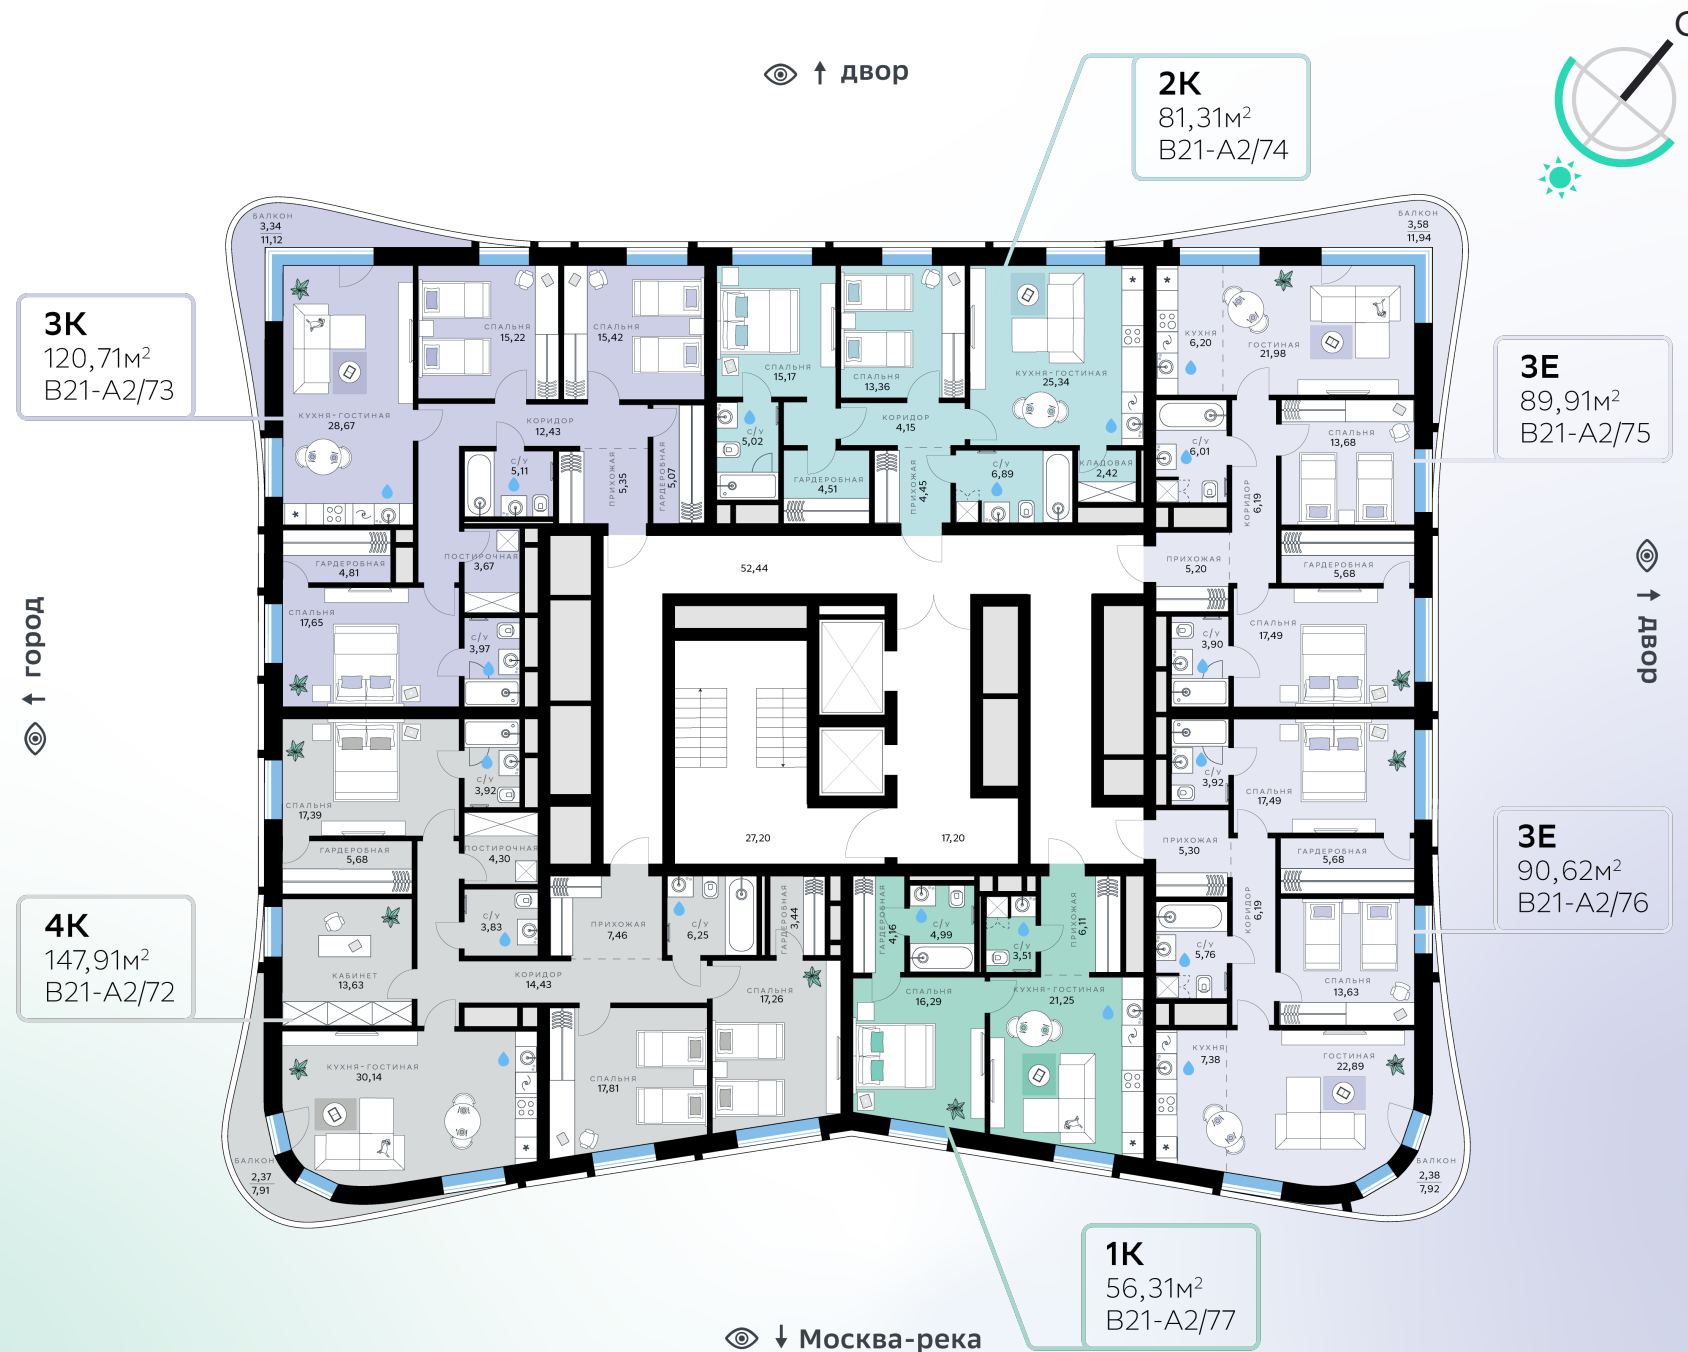 С
двор
2К
81,31м²
В21-А2/74
БАЛКОН
3,34
11,12
БАЛКОН
3,58
11,94
3К
120,71м²
В21-А2/73
СПАЛЬНЯ
15,22
СПАЛЬНЯ
15,42
СПАЛЬНЯ
15,17
СПАЛЬНЯ
13,36
КУХНЯ-ГОСТИНАЯ
25,34
КУХНЯ
6,20
ГОСТИНАЯ
21,98
3Е
89,91м²
В21-А2/75
КУХНЯ-ГОСТИНАЯ
28,67
КОРИДОР
12,43
С/У
5,11
ПРИХОЖАЯ
5,35
ГАРДЕРОБНАЯ
5,07
С/У
5,02
КОРИДОР
4,15
ГАРДЕРОБНАЯ
4,51
ПРИХОЖАЯ
4,45
С/У
6,89
КЛАДОВАЯ
2,42
С/У
6,01
КОРИДОР
6,19
СПАЛЬНЯ
13,68
ГАРДЕРОБНАЯ
4,81
ПОСТИРОЧНАЯ
3,67
52,44
ПРИХОЖАЯ
5,20
ГАРДЕРОБНАЯ
5,68
город
СПАЛЬНЯ
17,65
С/У
3,97
С/У
3,90
СПАЛЬНЯ
17,49
двор
СПАЛЬНЯ
17,39
С/У
3,92
С/У
3,92
СПАЛЬНЯ
17,49
ГАРДЕРОБНАЯ
5,68
ПОСТИРОЧНАЯ
4,30
27,20
17,20
ПРИХОЖАЯ
5,30
ГАРДЕРОБНАЯ
5,68
3Е
90,62м²
В21-А2/76
4К
147,91м²
В21-А2/72
С/У
3,83
ПРИХОЖАЯ
7,46
С/У
6,25
ГАРДЕРОБНАЯ
3,44
ГАРДЕРОБНАЯ
4,16
С/У
4,99
С/У
3,51
ПРИХОЖАЯ
6,11
С/У
5,76
КОРИДОР
6,19
КАБИНЕТ
13,63
КОРИДОР
14,43
СПАЛЬНЯ
17,26
СПАЛЬНЯ
16,29
КУХНЯ-ГОСТИНАЯ
21,25
СПАЛЬНЯ
13,63
КУХНЯ-ГОСТИНАЯ
30,14
СПАЛЬНЯ
17,81
КУХНЯ
7,38
ГОСТИНАЯ
22,89
БАЛКОН
2,37
7,91
БАЛКОН
2,38
7,92
1К
56,31м²
В21-А2/77
Москва-река